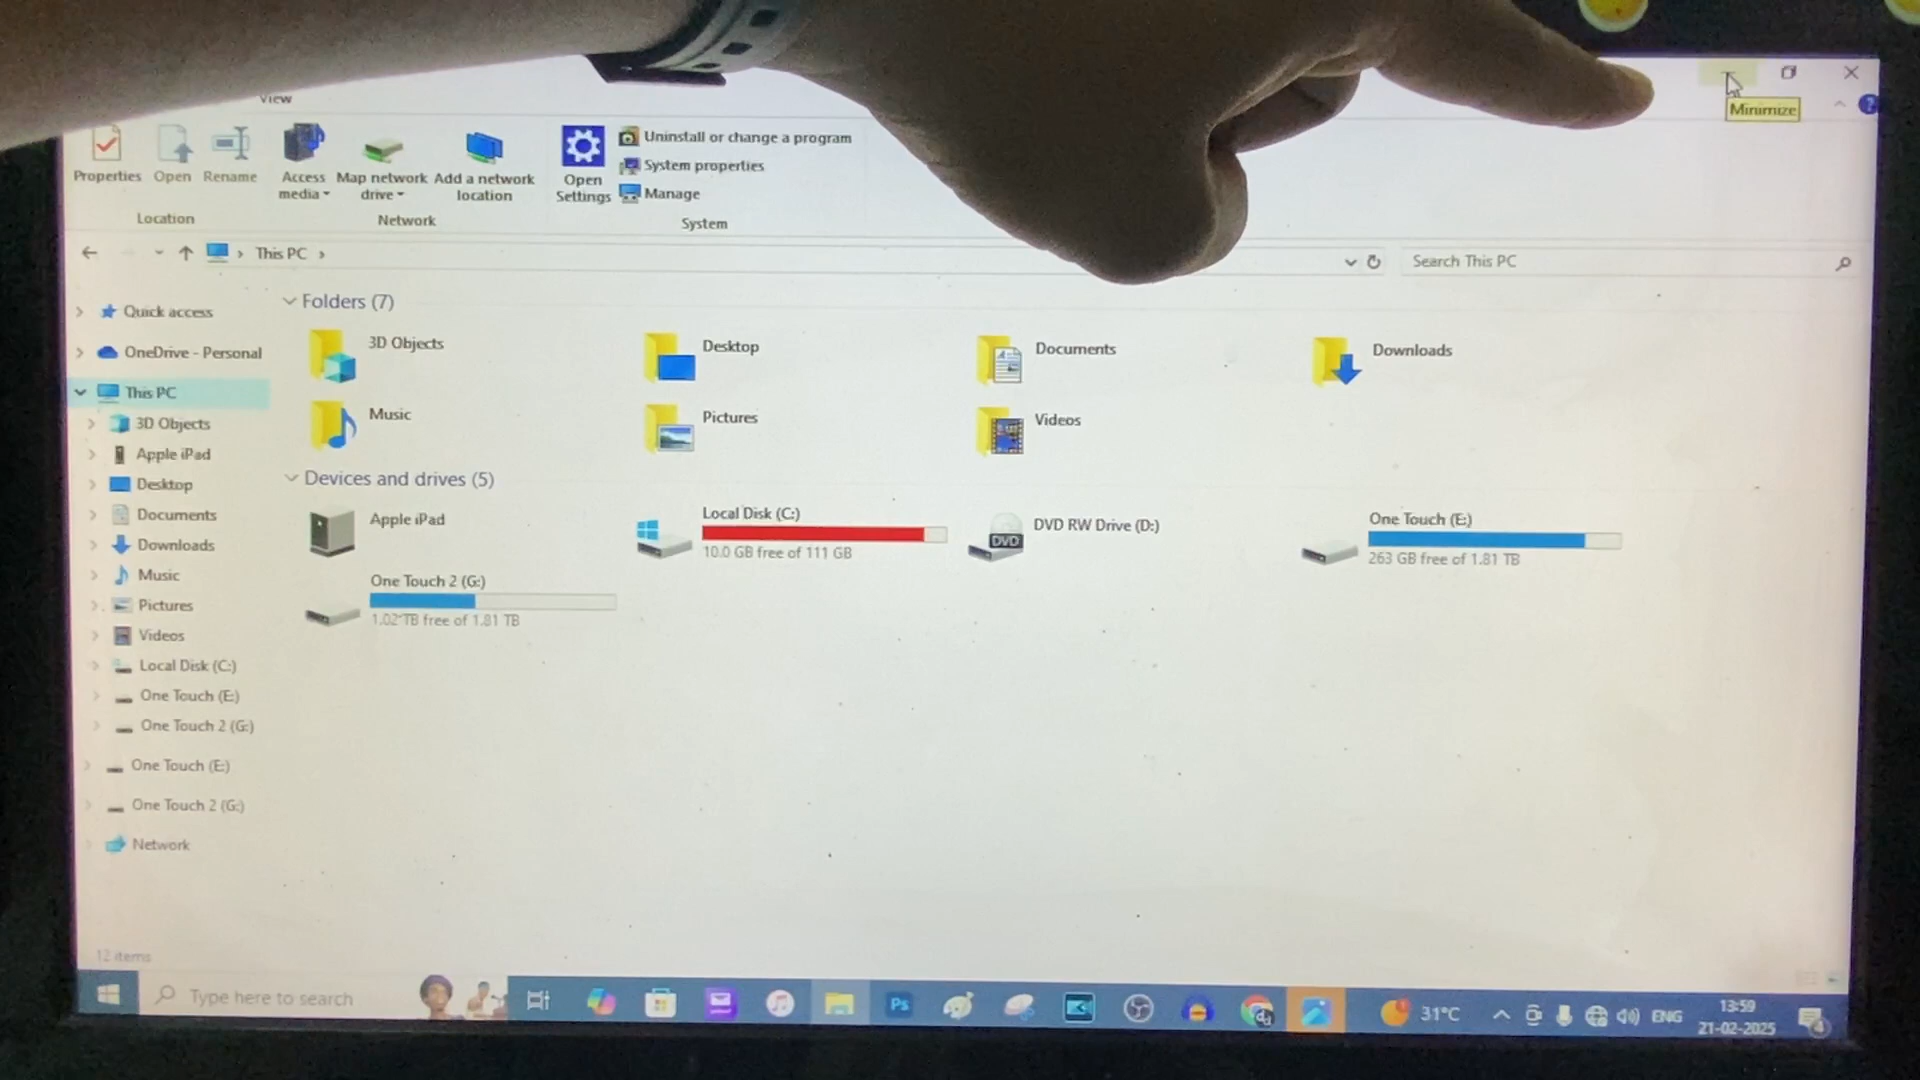 View
Minimize
Properties Open Rename
Access media
Map network drive
Add a network location
Open Settings
Uninstall or change a program
System properties
Manage
Location Network System
This PC
Search This PC
Quick access
OneDrive - Personal
This PC
3D Objects
Apple iPad
Desktop
Documents
Downloads
Music
Pictures
Videos
Local Disk (C:)
One Touch (E:)
One Touch 2 (G:)
One Touch (E:)
One Touch 2 (G:)
Network
Folders (7)
3D Objects Desktop Documents Downloads
Music Pictures Videos
Devices and drives (5)
Apple iPad
Local Disk (C:)
10.0 GB free of 111 GB
DVD RW Drive (D:)
DVD
One Touch (E:)
263 GB free of 1.81 TB
One Touch 2 (G:)
1.02 TB free of 1.81 TB
12 items
Type here to search
Ps
31°C
ENG
13:59
21-02-2025
4